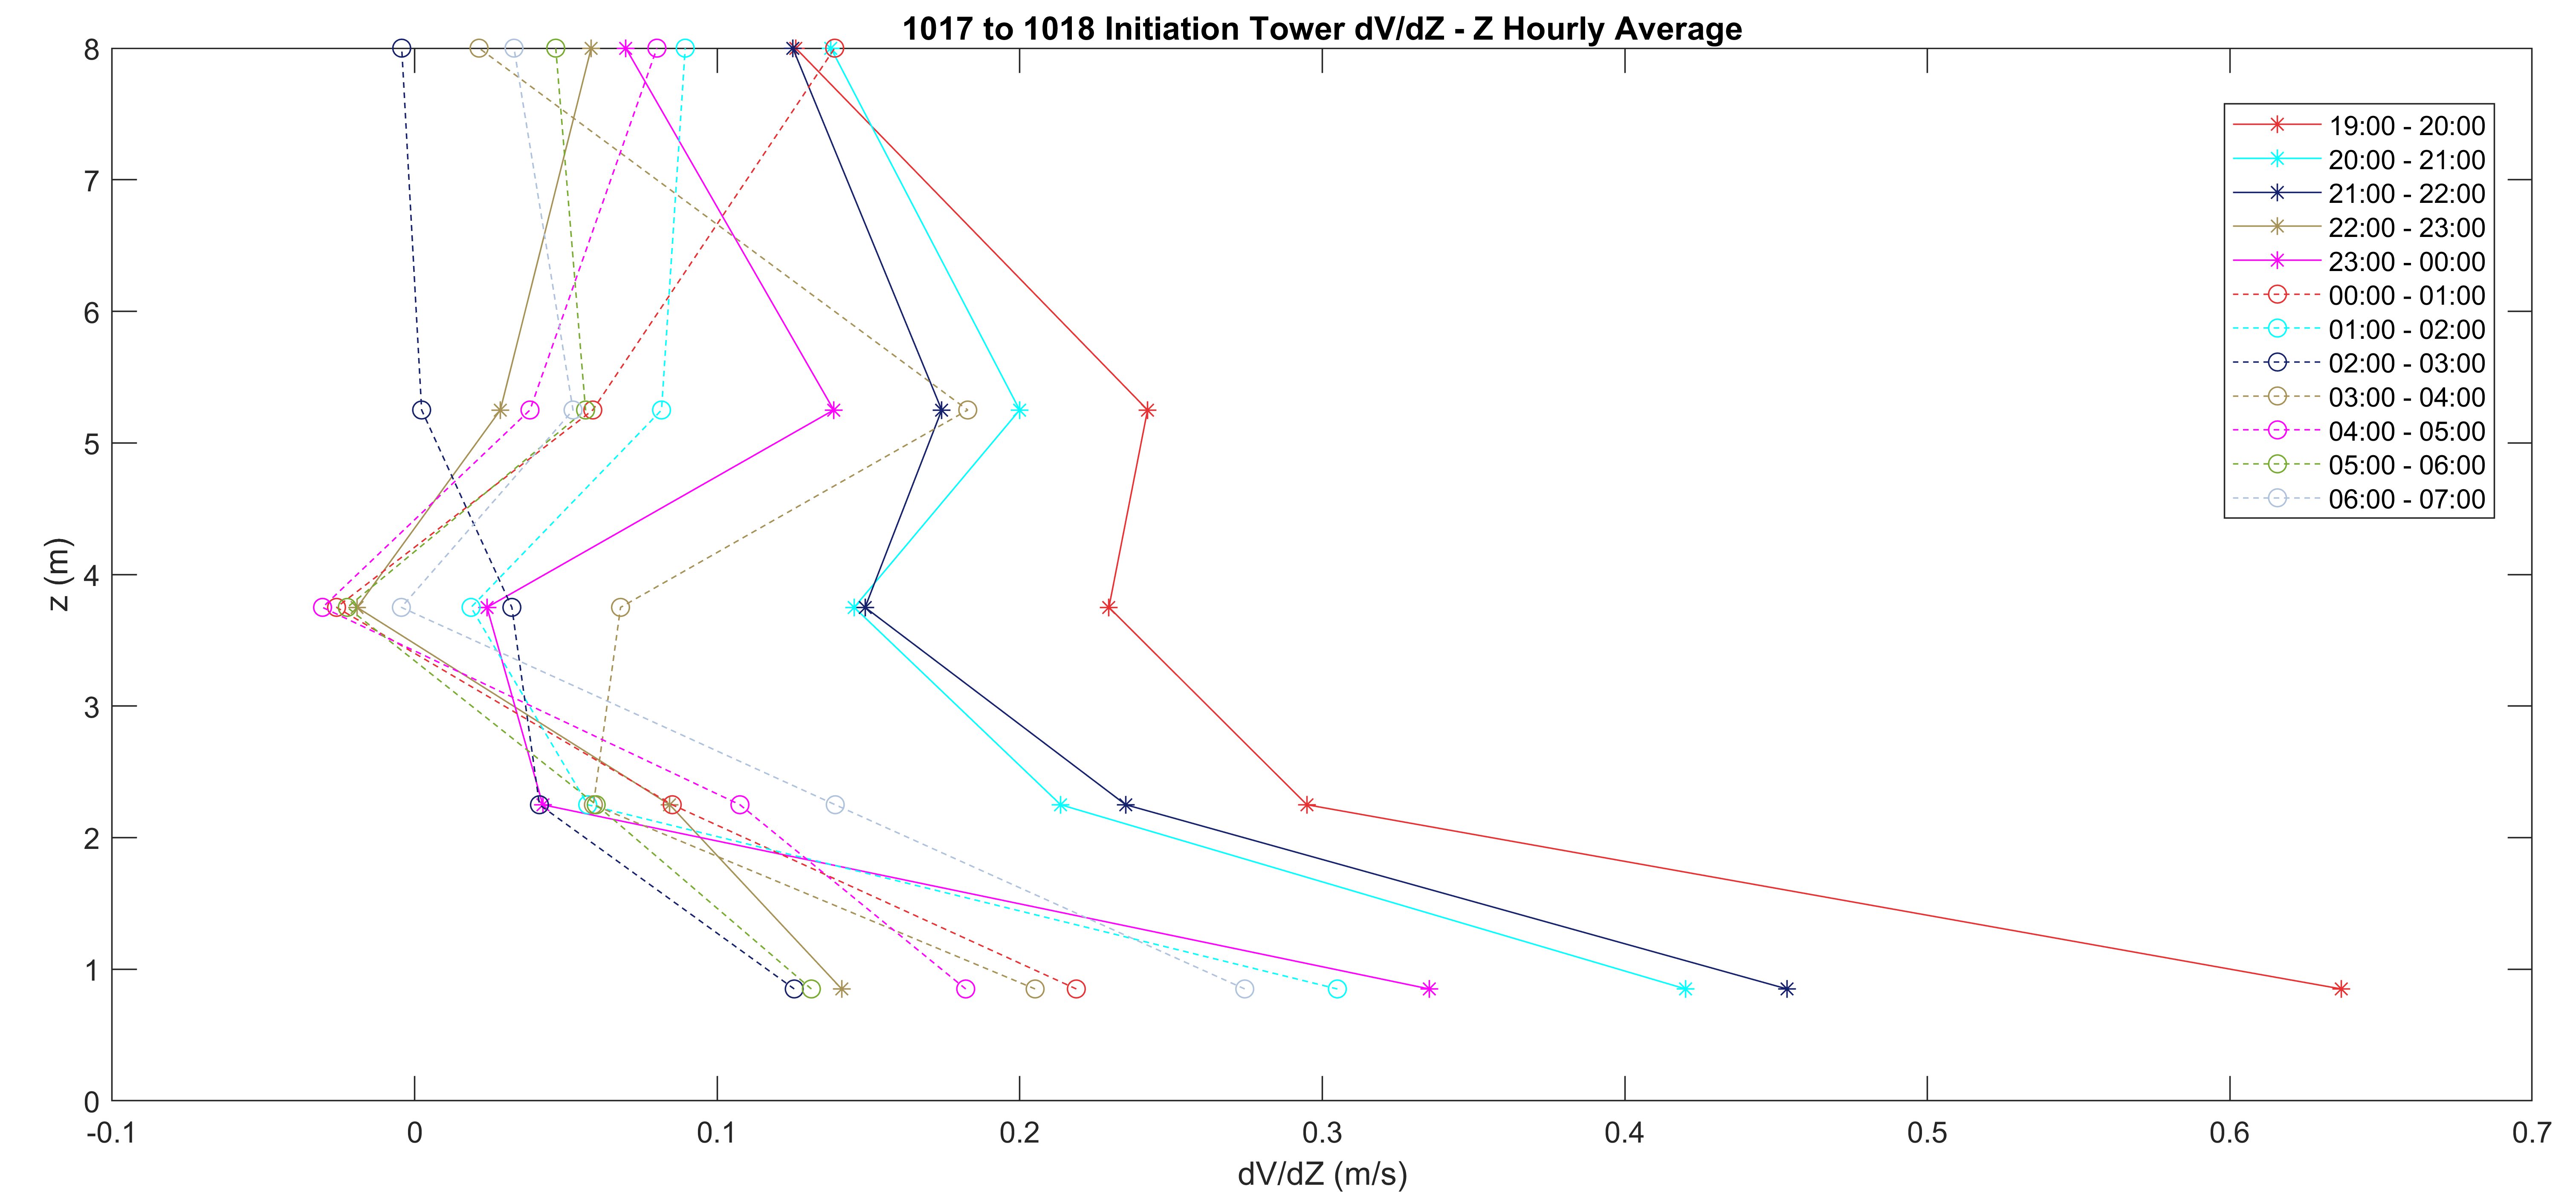 1017 to 1018 Initiation Tower dV/dZ - Z Hourly Average
8
7
6
5
4
3
2
1
0
z (m)
19:00 - 20:00
20:00 - 21:00
21:00 - 22:00
22:00 - 23:00
23:00 - 00:00
00:00 - 01:00
01:00 - 02:00
02:00 - 03:00
03:00 - 04:00
04:00 - 05:00
05:00 - 06:00
06:00 - 07:00
-0.1 0 0.1 0.2 0.3 0.4 0.5 0.6 0.7
dV/dZ (m/s)